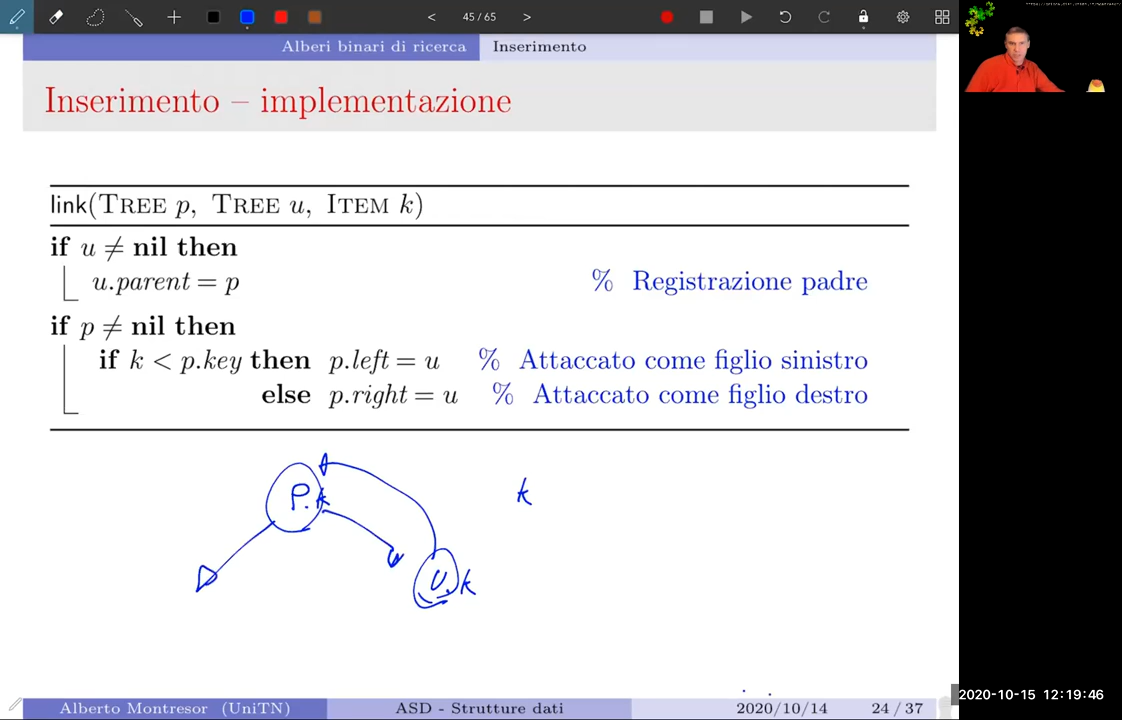 45 / 65
Alberi binari di ricerca Inserimento
Inserimento – implementazione
link(TREE p, TREE u, ITEM k)
if u ≠ nil then
u.parent = p % Registrazione padre
if p ≠ nil then
if k < p.key then p.left = u % Attaccato come figlio sinistro
else p.right = u % Attaccato come figlio destro
P.k
k
U.k
Alberto Montresor (UniTN) ASD - Strutture dati 2020/10/14 24 / 37
2020-10-15 12:19:46